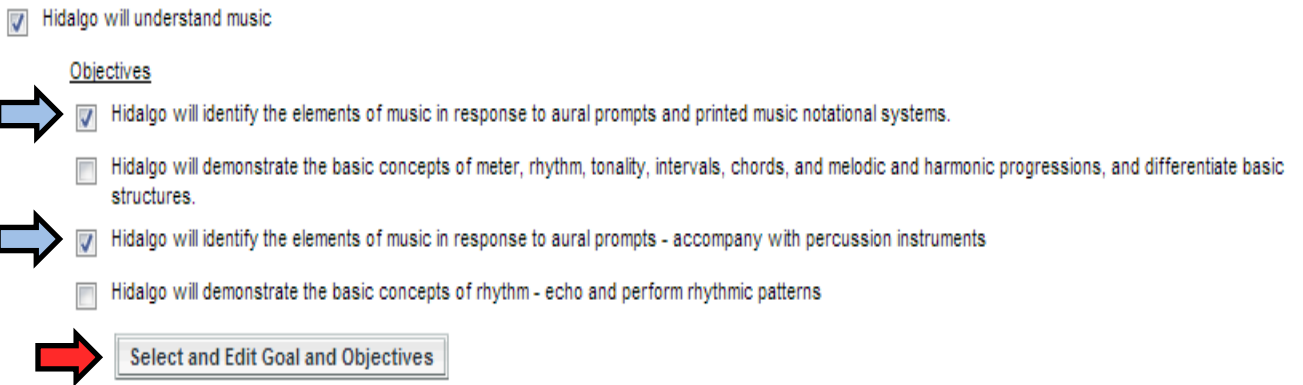 Hidalgo will understand music
Objectives
Hidalgo will identify the elements of music in response to aural prompts and printed music notational systems.
Hidalgo will demonstrate the basic concepts of meter, rhythm, tonality, intervals, chords, and melodic and harmonic progressions, and differentiate basic
structures.
Hidalgo will identify the elements of music in response to aural prompts - accompany with percussion instruments
Hidalgo will demonstrate the basic concepts of rhythm - echo and perform rhythmic patterns
Select and Edit Goal and Objectives